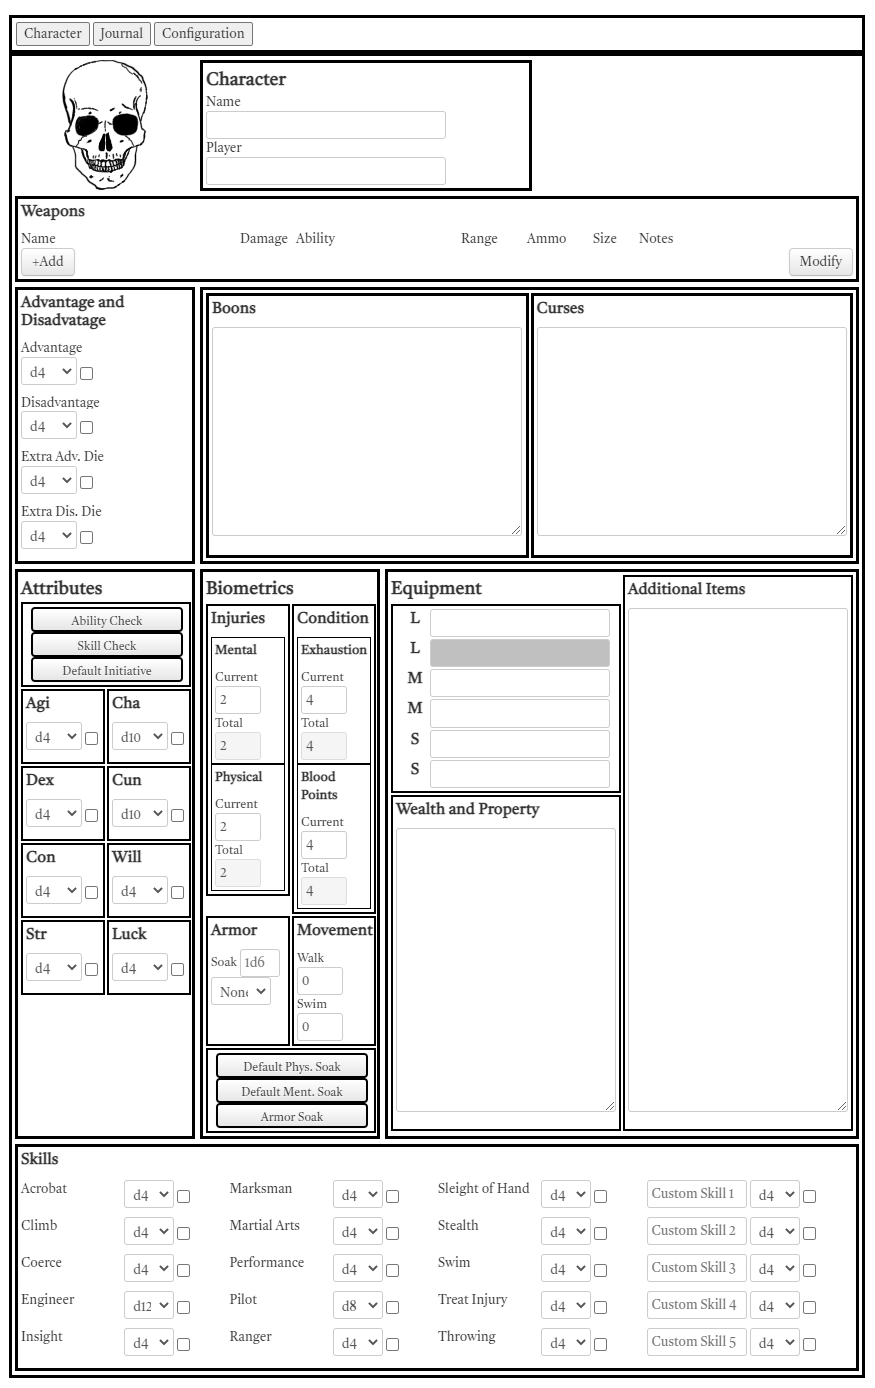 Character Journal Configuration
Character
Name
Player
Weapons
Name Damage Ability Range Ammo Size Notes
+Add Modify
Advantage and
Disadvatage
Advantage
d4
Disadvantage
d4
Extra Adv. Die
d4
Extra Dis. Die
d4
Boons
Curses
Attributes
Ability Check
Skill Check
Default Initiative
Agi Cha
d4 d10
Dex Cun
d4 d10
Con Will
d4 d4
Str Luck
d4 d4
Biometrics
Injuries
Mental
Current
2
Total
2
Physical
Current
2
Total
2
Condition
Exhaustion
Current
4
Total
4
Blood
Points
Current
4
Total
4
Armor
Soak 1d6
None
Movement
Walk
0
Swim
0
Default Phys. Soak
Default Ment. Soak
Armor Soak
Equipment
L
L
M
M
S
S
Wealth and Property
Additional Items
Skills
Acrobat d4 Marksman d4 Sleight of Hand d4 Custom Skill 1 d4
Climb d4 Martial Arts d4 Stealth d4 Custom Skill 2 d4
Coerce d4 Performance d4 Swim d4 Custom Skill 3 d4
Engineer d12 Pilot d8 Treat Injury d4 Custom Skill 4 d4
Insight d4 Ranger d4 Throwing d4 Custom Skill 5 d4